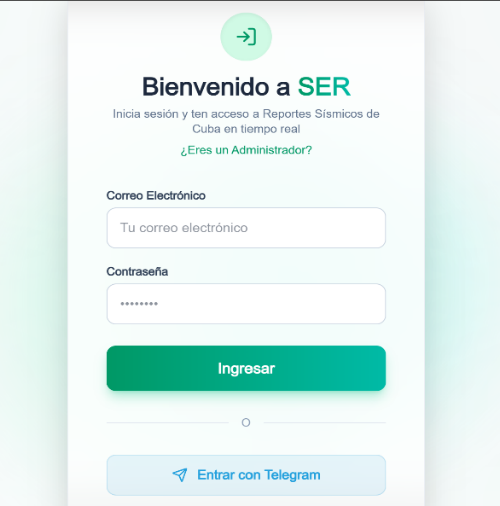 Bienvenido a SER
Inicia sesión y ten acceso a Reportes Sísmicos de
Cuba en tiempo real
¿Eres un Administrador?
Correo Electrónico
Tu correo electrónico
Contraseña
••••••••
Ingresar
O
Entrar con Telegram